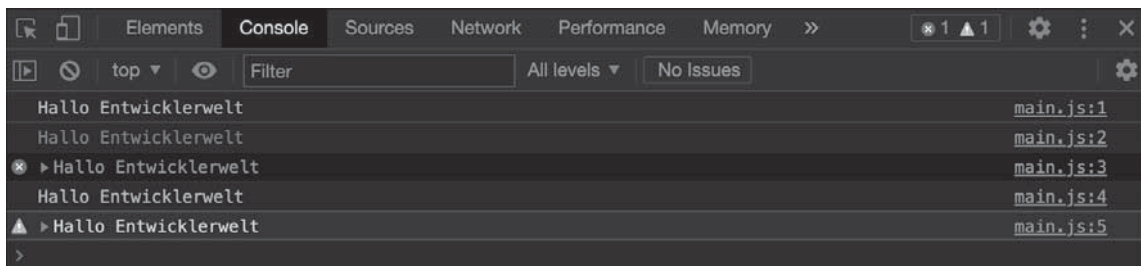 Elements Console Sources Network Performance Memory » 1 1
top ▼ Filter All levels ▼ No Issues
Hallo Entwicklerwelt main.js:1
Hallo Entwicklerwelt main.js:2
Hallo Entwicklerwelt main.js:3
Hallo Entwicklerwelt main.js:4
Hallo Entwicklerwelt main.js:5
>